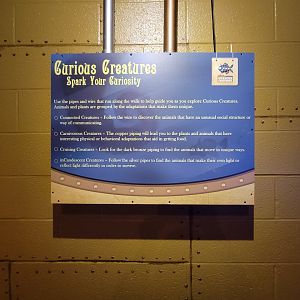 Curious Creatures
Spark Your Curiosity
Use the pipes and wire that run along the walls to help guide you as you explore Curious Creatures.
Animals and plants are grouped by the adaptations that make them unique.
Connected Creatures – Follow the wire to discover the animals that have an unusual social structure or
way of communicating.
Carnivorous Creatures – The copper piping will lead you to the plants and animals that have
interesting physical or behavioral adaptations that aid in getting food.
Cruising Creatures – Look for the dark bronze piping to find the animals that move in unique ways.
inCandescent Creatures – Follow the silver pipes to find the animals that make their own light or
reflect light differently in order to survive.